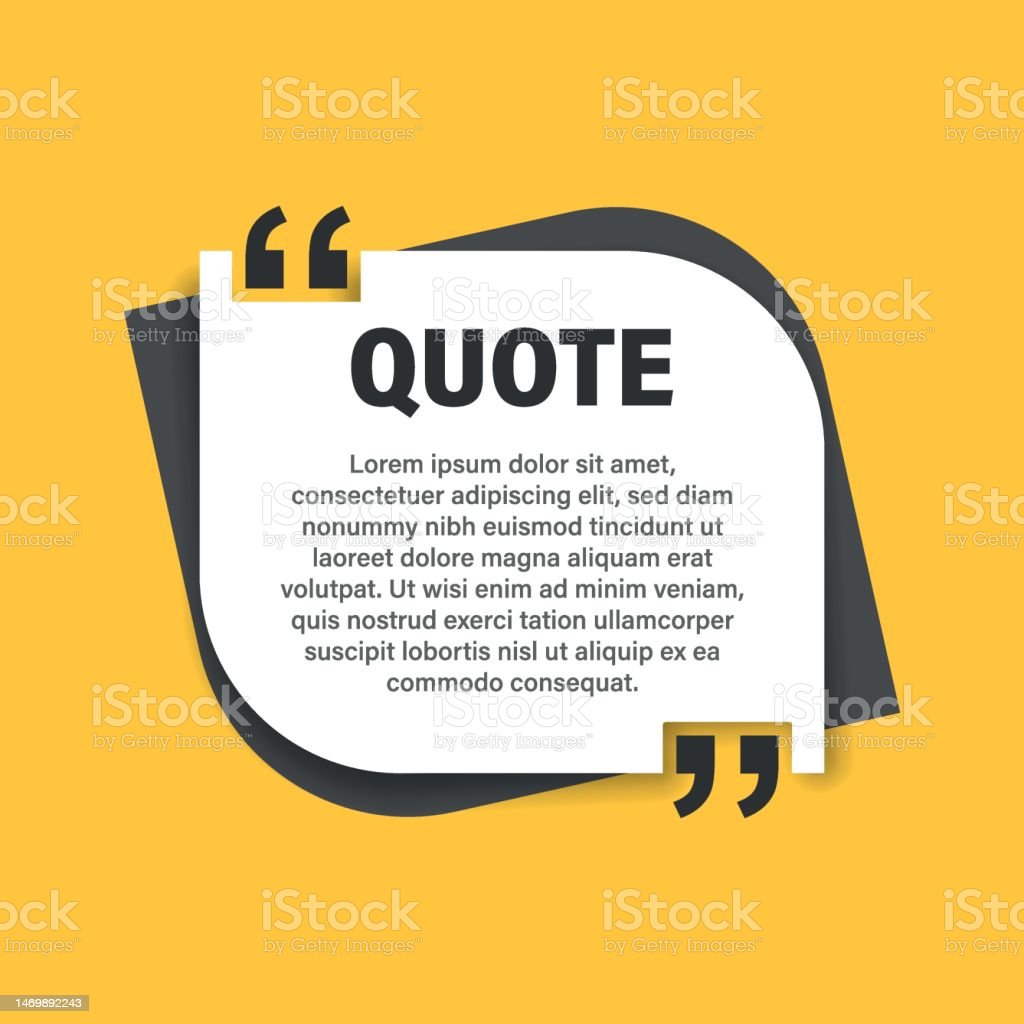 iStock
by Getty Images™
“
QUOTE
Lorem ipsum dolor sit amet,
consectetuer adipiscing elit, sed diam
nonummy nibh euismod tincidunt ut
laoreet dolore magna aliquam erat
volutpat. Ut wisi enim ad minim veniam,
quis nostrud exerci tation ullamcorper
suscipit lobortis nisl ut aliquip ex ea
commodo consequat.
”
1469892243